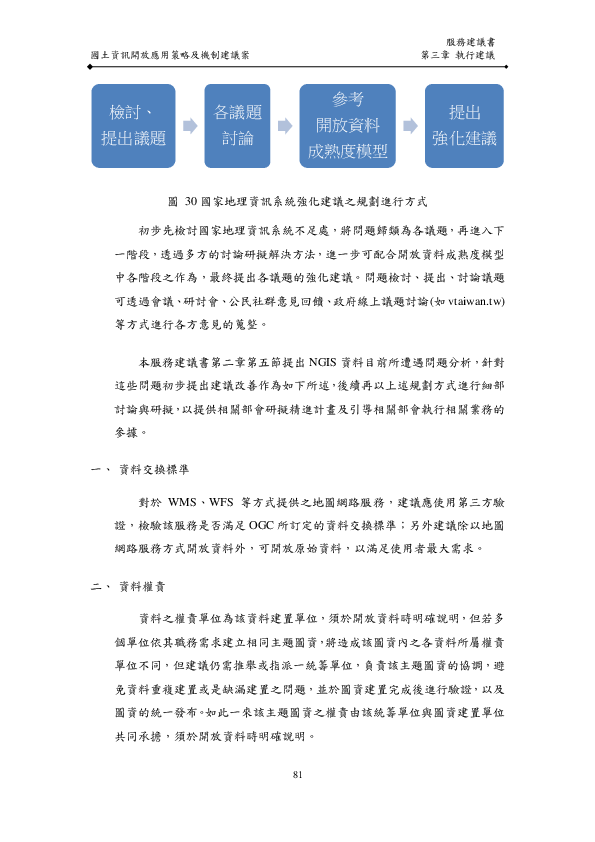 服務建議書
國土資訊開放應用策略及機制建議案
第三章 執行建議
檢討、
提出議題
各議題
討論
參考
開放資料
成熟度模型
提出
強化建議
圖 30 國家地理資訊系統強化建議之規劃進行方式
初步先檢討國家地理資訊系統不足處，將問題歸類為各議題，再進入下
一階段，透過多方的討論研擬解決方法，進一步可配合開放資料成熟度模型
中各階段之作為，最終提出各議題的強化建議。問題檢討、提出、討論議題
可透過會議、研討會、公民社群意見回饋、政府線上議題討論(如 vtaiwan.tw)
等方式進行各方意見的蒐整。
本服務建議書第二章第五節提出 NGIS 資料目前所遭遇問題分析，針對
這些問題初步提出建議改善作為如下所述，後續再以上述規劃方式進行細部
討論與研擬，以提供相關部會研擬精進計畫及引導相關部會執行相關業務的
參據。
一、 資料交換標準
對於 WMS、WFS 等方式提供之地圖網路服務，建議應使用第三方驗
證，檢驗該服務是否滿足 OGC 所訂定的資料交換標準；另外建議除以地圖
網路服務方式開放資料外，可開放原始資料，以滿足使用者最大需求。
二、 資料權責
資料之權責單位為該資料建置單位，須於開放資料時明確說明，但若多
個單位依其職務需求建立相同主題圖資，將造成該圖資內之各資料所屬權責
單位不同，但建議仍需推舉或指派一統籌單位，負責該主題圖資的協調，避
免資料重複建置或是缺漏建置之問題，並於圖資建置完成後進行驗證，以及
圖資的統一發布。如此一來該主題圖資之權責由該統籌單位與圖資建置單位
共同承擔，須於開放資料時明確說明。
81